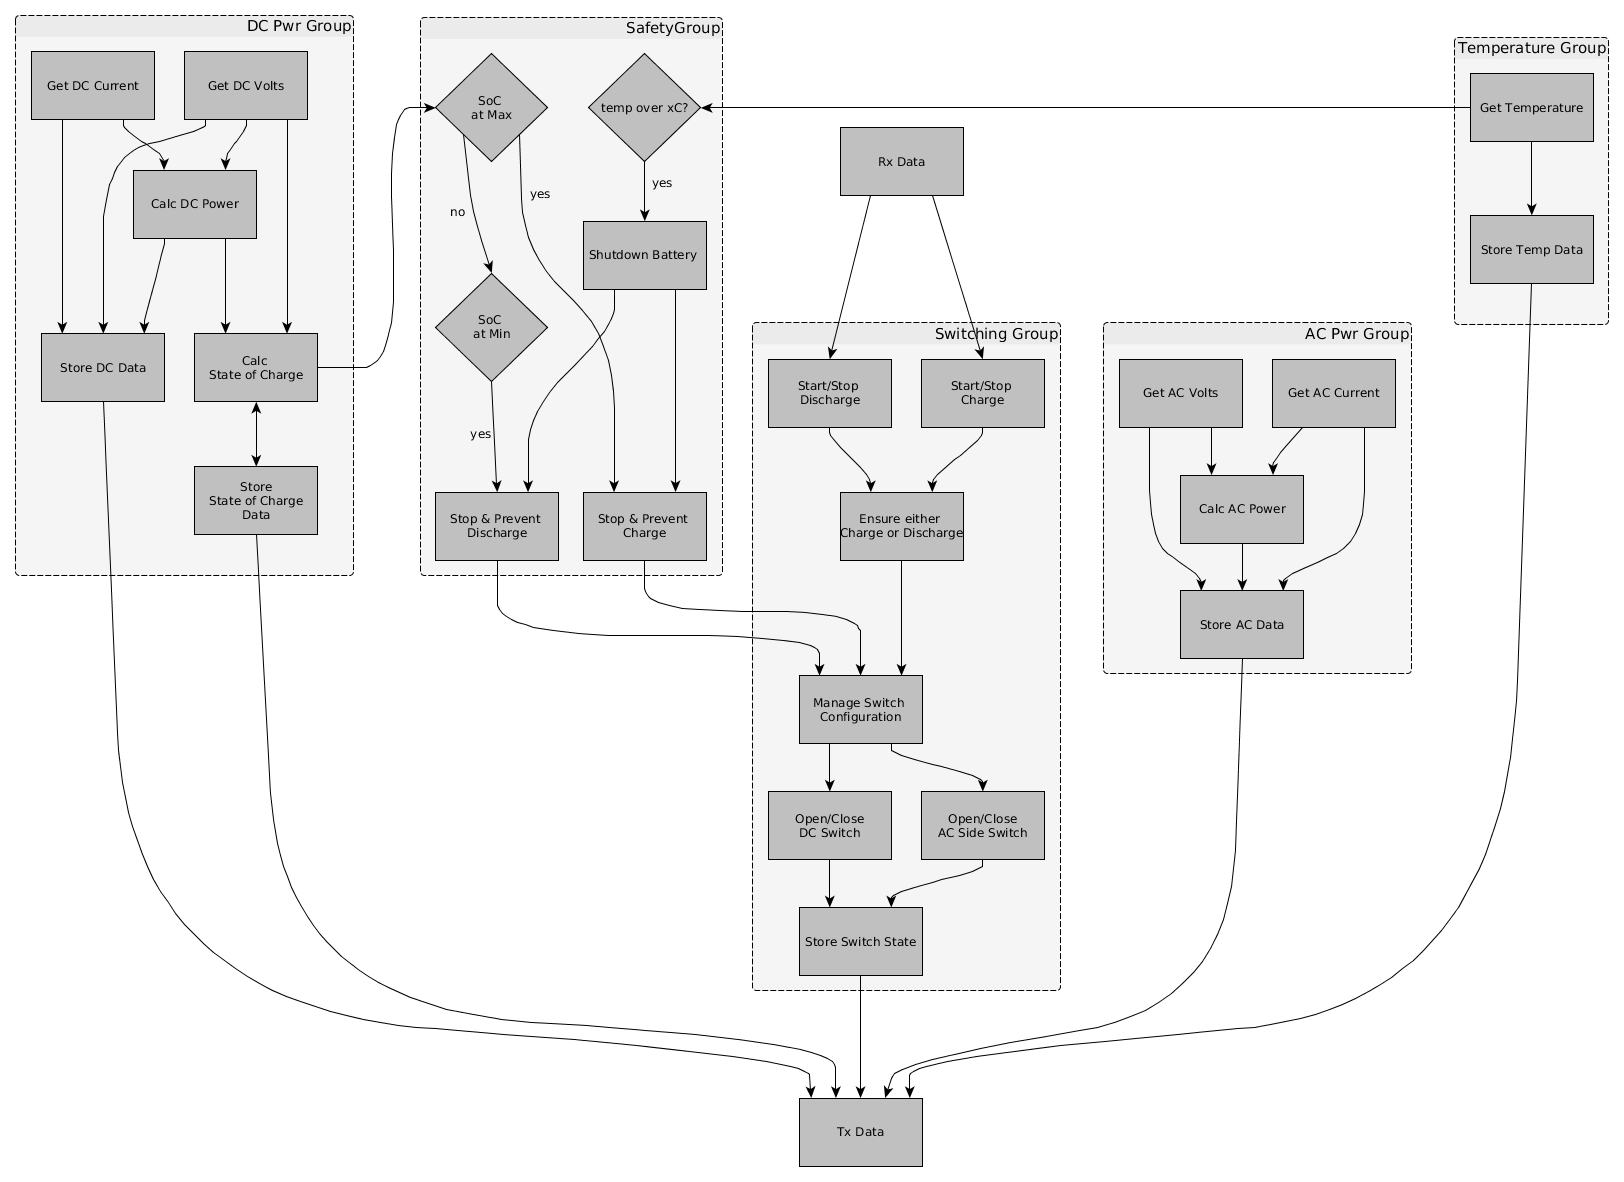 DC Pwr Group
Get DC Current
Get DC Volts
Calc DC Power
Store DC Data
Calc
State of Charge
Store
State of Charge
Data
SafetyGroup
SoC
at Max
temp over xC?
no
yes
yes
Shutdown Battery
SoC
at Min
yes
Stop & Prevent
Discharge
Stop & Prevent
Charge
Rx Data
Switching Group
Start/Stop
Discharge
Start/Stop
Charge
Ensure either
Charge or Discharge
Manage Switch
Configuration
Open/Close
DC Switch
Open/Close
AC Side Switch
Store Switch State
AC Pwr Group
Get AC Volts
Get AC Current
Calc AC Power
Store AC Data
Temperature Group
Get Temperature
Store Temp Data
Tx Data